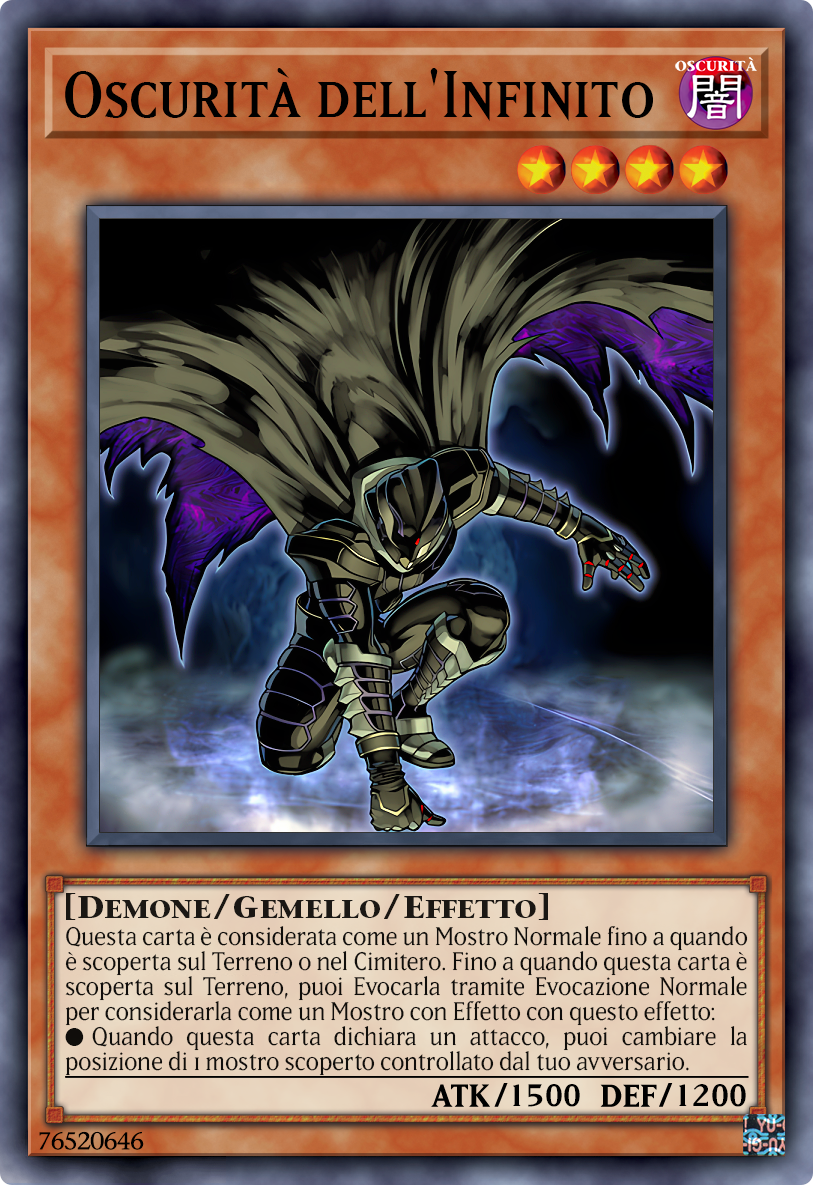 Oscurità dell'Infinito
OSCURITÀ
闇
[Demone/Gemello/Effetto]
Questa carta è considerata come un Mostro Normale fino a quando
è scoperta sul Terreno o nel Cimitero. Fino a quando questa carta è
scoperta sul Terreno, puoi Evocarla tramite Evocazione Normale
per considerarla come un Mostro con Effetto con questo effetto:
● Quando questa carta dichiara un attacco, puoi cambiare la
posizione di 1 mostro scoperto controllato dal tuo avversario.
ATK/1500 DEF/1200
76520646